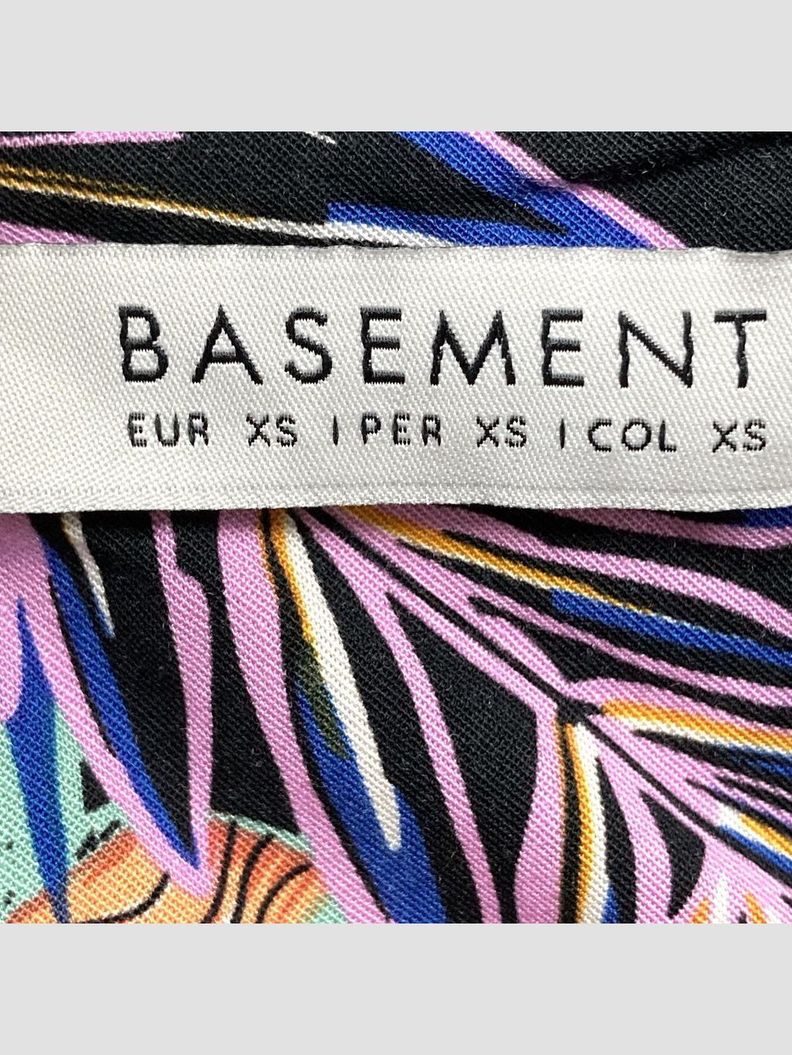 BASEMENT
EUR XS | PER XS | COL XS